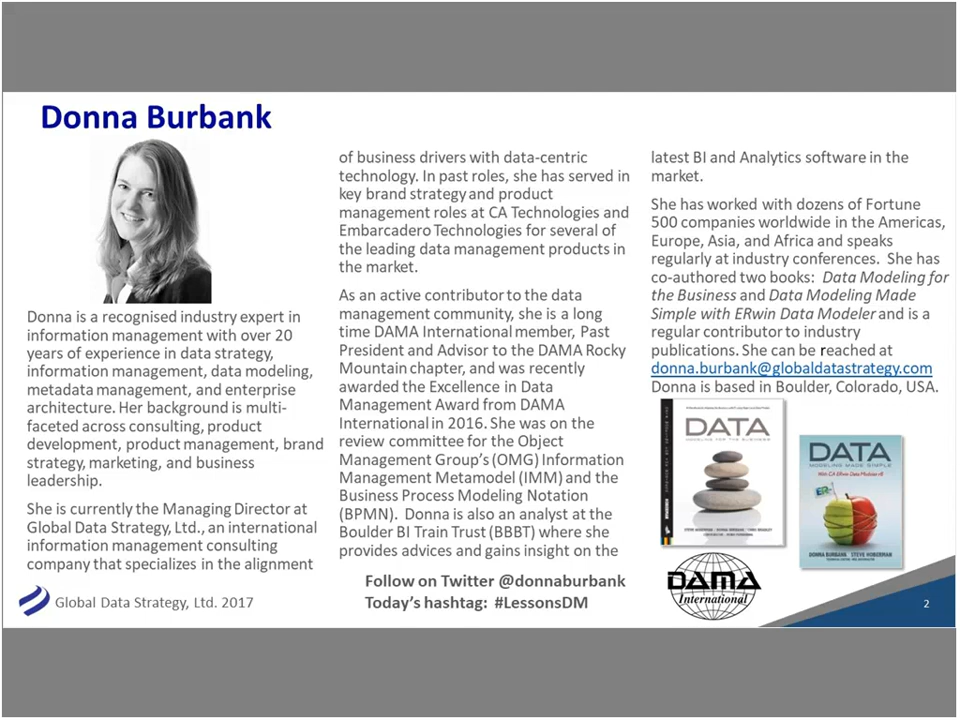 Donna Burbank
Donna is a recognised industry expert in
information management with over 20
years of experience in data strategy,
information management, data modeling,
metadata management, and enterprise
architecture. Her background is multi-
faceted across consulting, product
development, product management, brand
strategy, marketing, and business
leadership.
She is currently the Managing Director at
Global Data Strategy, Ltd., an international
information management consulting
company that specializes in the alignment
of business drivers with data-centric
technology. In past roles, she has served in
key brand strategy and product
management roles at CA Technologies and
Embarcadero Technologies for several of
the leading data management products in
the market.
As an active contributor to the data
management community, she is a long
time DAMA International member, Past
President and Advisor to the DAMA Rocky
Mountain chapter, and was recently
awarded the Excellence in Data
Management Award from DAMA
International in 2016. She was on the
review committee for the Object
Management Group's (OMG) Information
Management Metamodel (IMM) and the
Business Process Modeling Notation
(BPMN). Donna is also an analyst at the
Boulder BI Train Trust (BBBT) where she
provides advices and gains insight on the
latest BI and Analytics software in the
market.
She has worked with dozens of Fortune
500 companies worldwide in the Americas,
Europe, Asia, and Africa and speaks
regularly at industry conferences. She has
co-authored two books: Data Modeling for
the Business and Data Modeling Made
Simple with ERwin Data Modeler and is a
regular contributor to industry
publications. She can be reached at
donna.burbank@globaldatastrategy.com
Donna is based in Boulder, Colorado, USA.
DATA
MODELING FOR THE BUSINESS
DATA
MODELING MADE SIMPLE
With CA ERwin Data Modeler r8
DONNA BURBANK STEVE HOBERMAN
DAMA
International
Follow on Twitter @donnaburbank
Today's hashtag: #LessonsDM
Global Data Strategy, Ltd. 2017
2